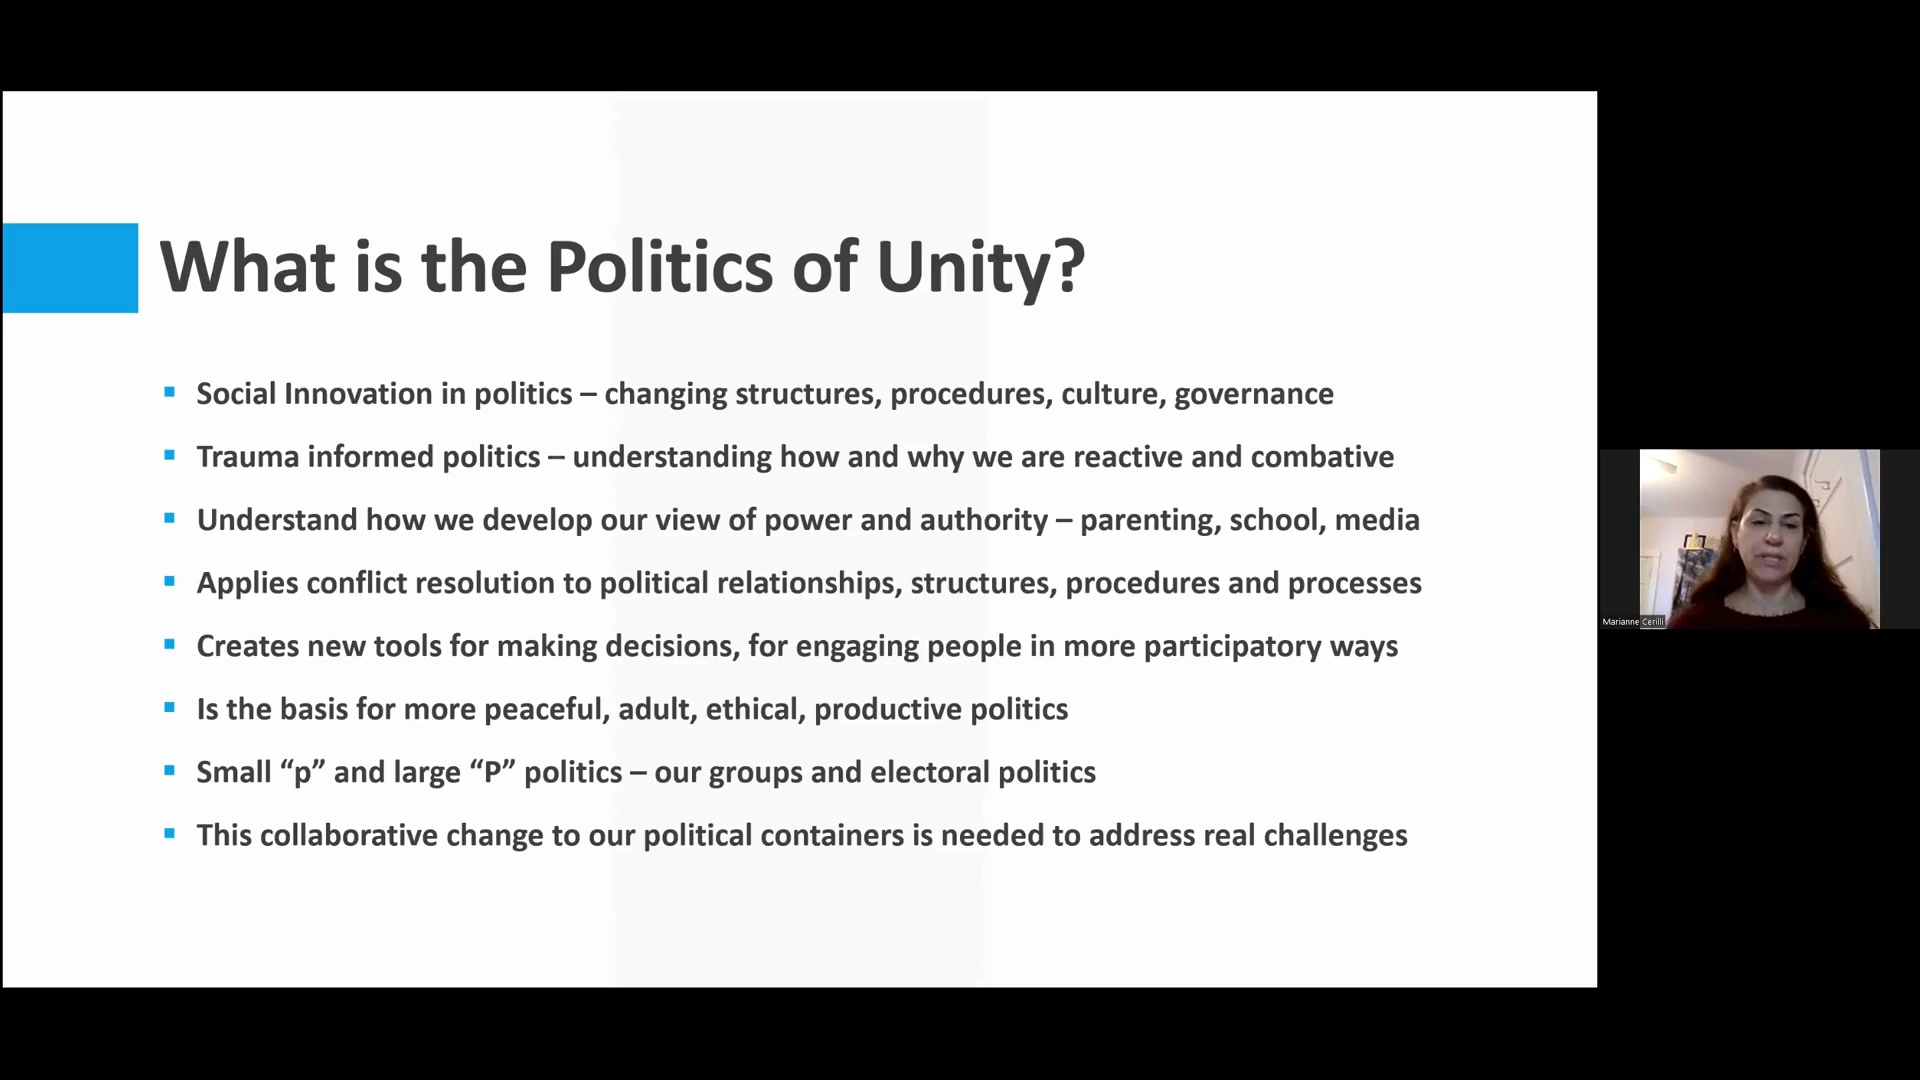 What is the Politics of Unity?
Social Innovation in politics – changing structures, procedures, culture, governance
Trauma informed politics – understanding how and why we are reactive and combative
Understand how we develop our view of power and authority – parenting, school, media
Applies conflict resolution to political relationships, structures, procedures and processes
Creates new tools for making decisions, for engaging people in more participatory ways
Is the basis for more peaceful, adult, ethical, productive politics
Small “p” and large “P” politics – our groups and electoral politics
This collaborative change to our political containers is needed to address real challenges
Marianne Cerilli